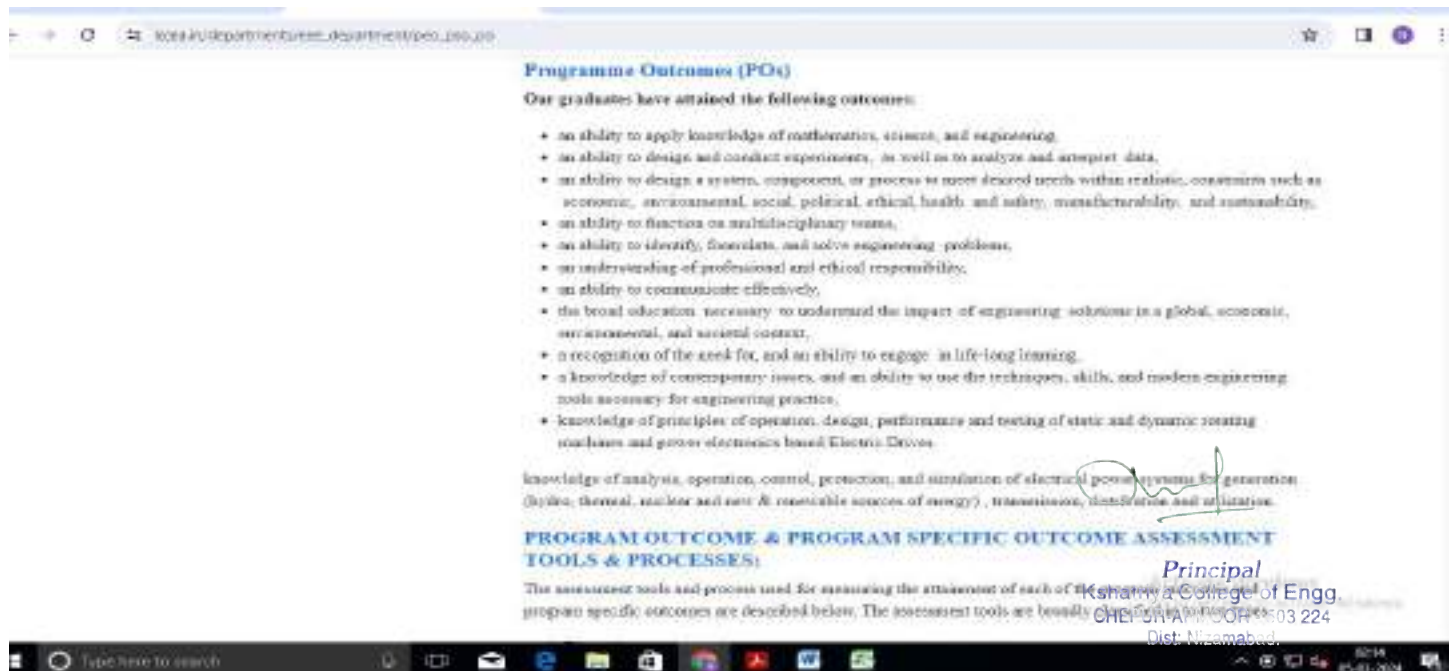 Programme Outcomes (POs)
Our graduates have attained the following outcomes:
• an ability to apply knowledge of mathematics, science, and engineering,
• an ability to design and conduct experiments, as well as to analyze and interpret data,
• an ability to design a system, component, or process to meet desired needs within realistic, constraints such as
economic, environmental, social, political, ethical, health and safety, manufacturability, and sustainability,
• an ability to function on multidisciplinary teams,
• an ability to identify, formulate, and solve engineering problems,
• an understanding of professional and ethical responsibility,
• an ability to communicate effectively,
• the broad education necessary to understand the impact of engineering solutions in a global, economic,
environmental, and societal context,
• a recognition of the need for, and an ability to engage in life-long learning,
• a knowledge of contemporary issues, and an ability to use the techniques, skills, and modern engineering
tools necessary for engineering practice,
• knowledge of principles of operation, design, performance and testing of static and dynamic rotating
machines and power electronics based Electric Drives
knowledge of analysis, operation, control, protection, and simulation of electrical power systems for generation
(hydro, thermal, nuclear and new & renewable sources of energy) , transmission, distribution and utilization.
PROGRAM OUTCOME & PROGRAM SPECIFIC OUTCOME ASSESSMENT
TOOLS & PROCESSES:
The assessment tools and process used for measuring the attainment of each of the
program specific outcomes are described below. The assessment tools are broadly
Principal
Kshatriya College of Engg.
503 224
Dist: Nizamabad.
Type here to search
02:14